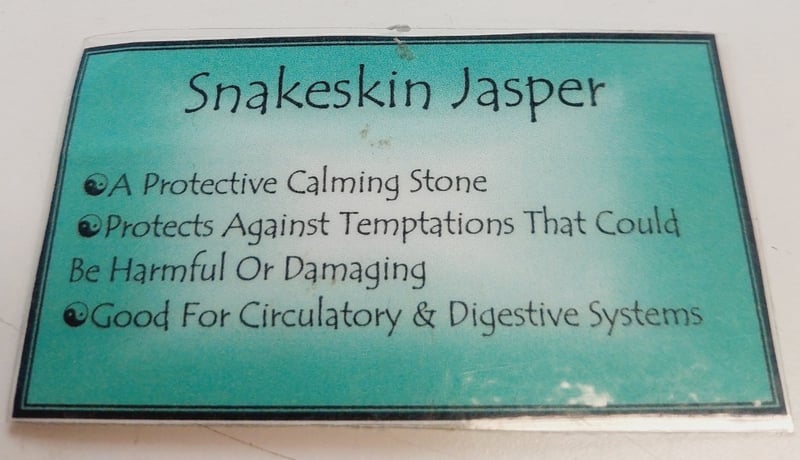 Snakeskin Jasper
☯A Protective Calming Stone
☯Protects Against Temptations That Could
Be Harmful Or Damaging
☯Good For Circulatory & Digestive Systems